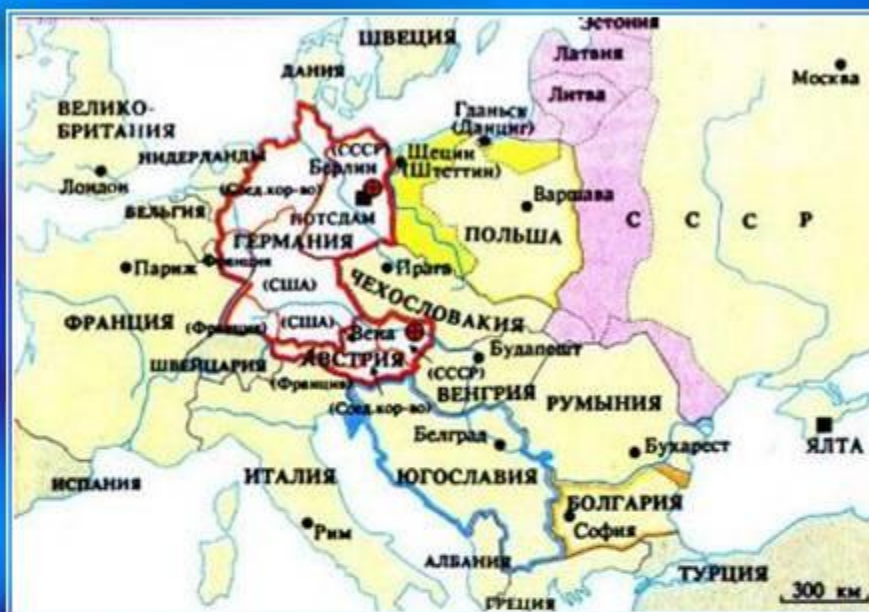 ШВЕЦИЯ
Эстония
Латвия
Литва
Москва
ДАНИЯ
ВЕЛИКО-
БРИТАНИЯ
Лондон
НИДЕРЛАНДЫ
(СССР)
Берлин
Гданьск
(Данциг)
Щецин
(Штеттин)
(Соед.кор-во)
Варшава
БЕЛЬГИЯ
ПОТСДАМ
ГЕРМАНИЯ
ПОЛЬША
С С С Р
Париж
(Франция)
Прага
ЧЕХОСЛОВАКИЯ
(США)
ФРАНЦИЯ
(Франция)
(США)
Вена
Будапешт
ШВЕЙЦАРИЯ
АВСТРИЯ
(СССР)
(Франция)
ВЕНГРИЯ
(Соед.кор-во)
РУМЫНИЯ
Белград
Бухарест
ЯЛТА
ИСПАНИЯ
ИТАЛИЯ
ЮГОСЛАВИЯ
БОЛГАРИЯ
София
Рим
АЛБАНИЯ
ТУРЦИЯ
ГРЕЦИЯ
300 км